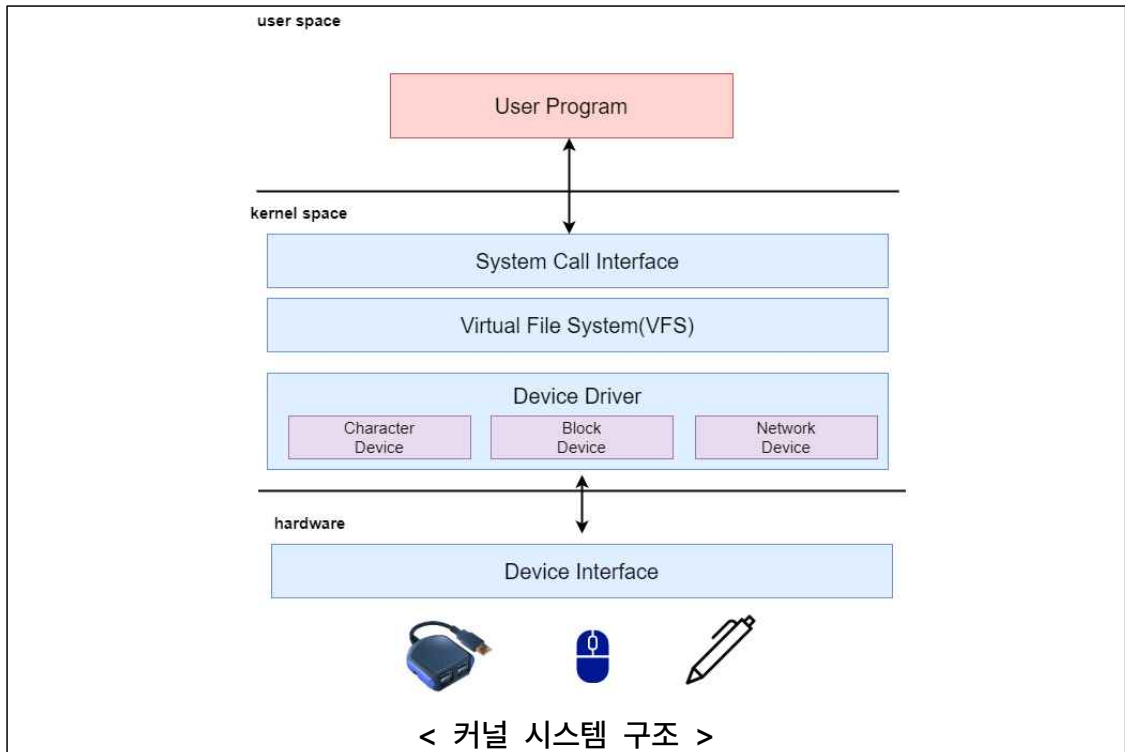 user space
User Program
kernel space
System Call Interface
Virtual File System(VFS)
Device Driver
Character
Device
Block
Device
Network
Device
hardware
Device Interface
< 커널 시스템 구조 >